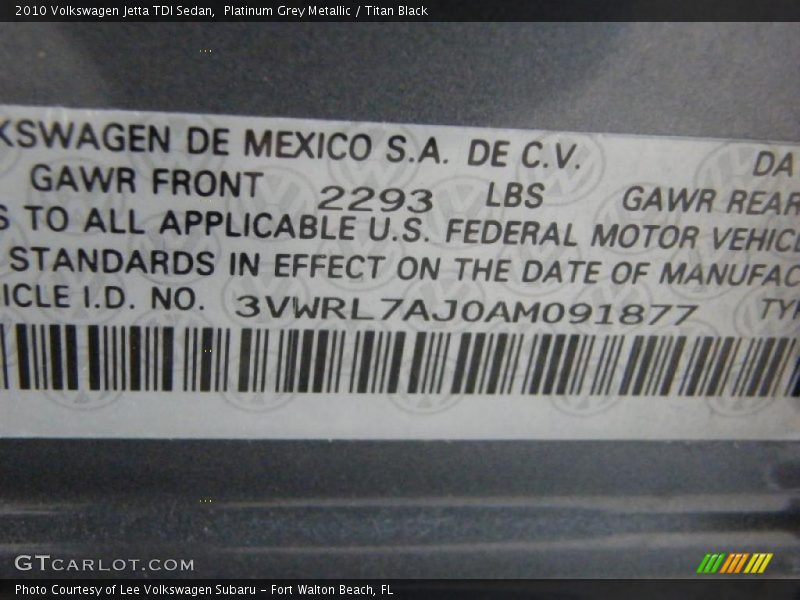 2010 Volkswagen Jetta TDI Sedan,  Platinum Grey Metallic / Titan Black
KSWAGEN DE MEXICO S.A. DE C.V. DA
GAWR FRONT 2293 LBS GAWR REAR
S TO ALL APPLICABLE U.S. FEDERAL MOTOR VEHICL
STANDARDS IN EFFECT ON THE DATE OF MANUFAC
ICLE I.D. NO. 3VWRL7AJ0AM091877 TYP
GTCARLOT.COM
Photo Courtesy of Lee Volkswagen Subaru - Fort Walton Beach, FL